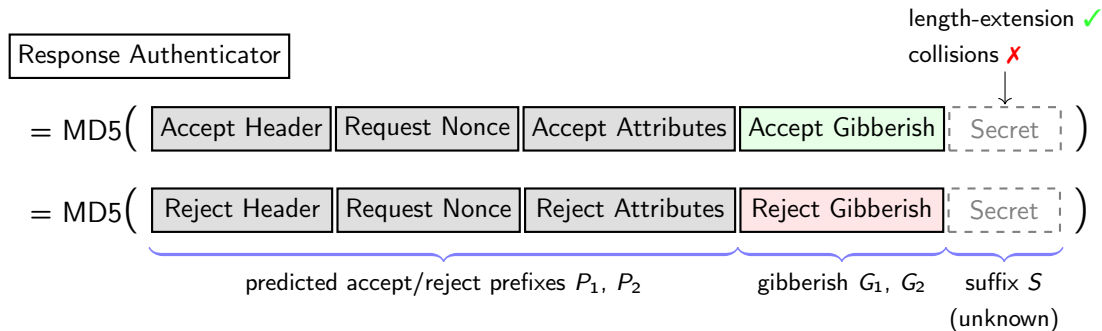 length-extension ✓
Response Authenticator
collisions ✗
= MD5( Accept Header Request Nonce Accept Attributes Accept Gibberish Secret )
= MD5( Reject Header Request Nonce Reject Attributes Reject Gibberish Secret )
predicted accept/reject prefixes P₁, P₂ gibberish G₁, G₂ suffix S
(unknown)